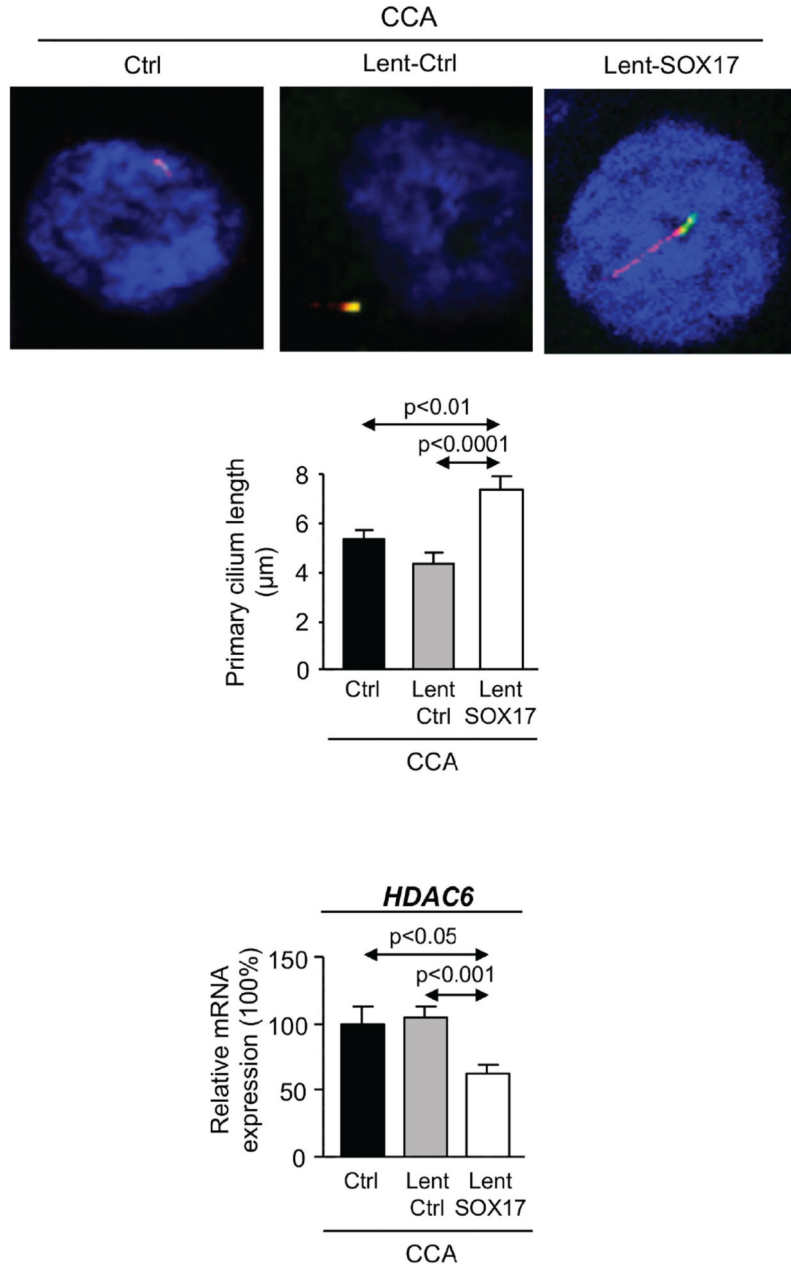 CCA
Ctrl Lent-Ctrl Lent-SOX17
p<0.01
p<0.0001
Primary cilium length
(µm)
8
6
4
2
0
Ctrl Lent Lent
Ctrl SOX17
CCA
HDAC6
p<0.05
p<0.001
Relative mRNA
expression (100%)
150
100
50
0
Ctrl Lent Lent
Ctrl SOX17
CCA